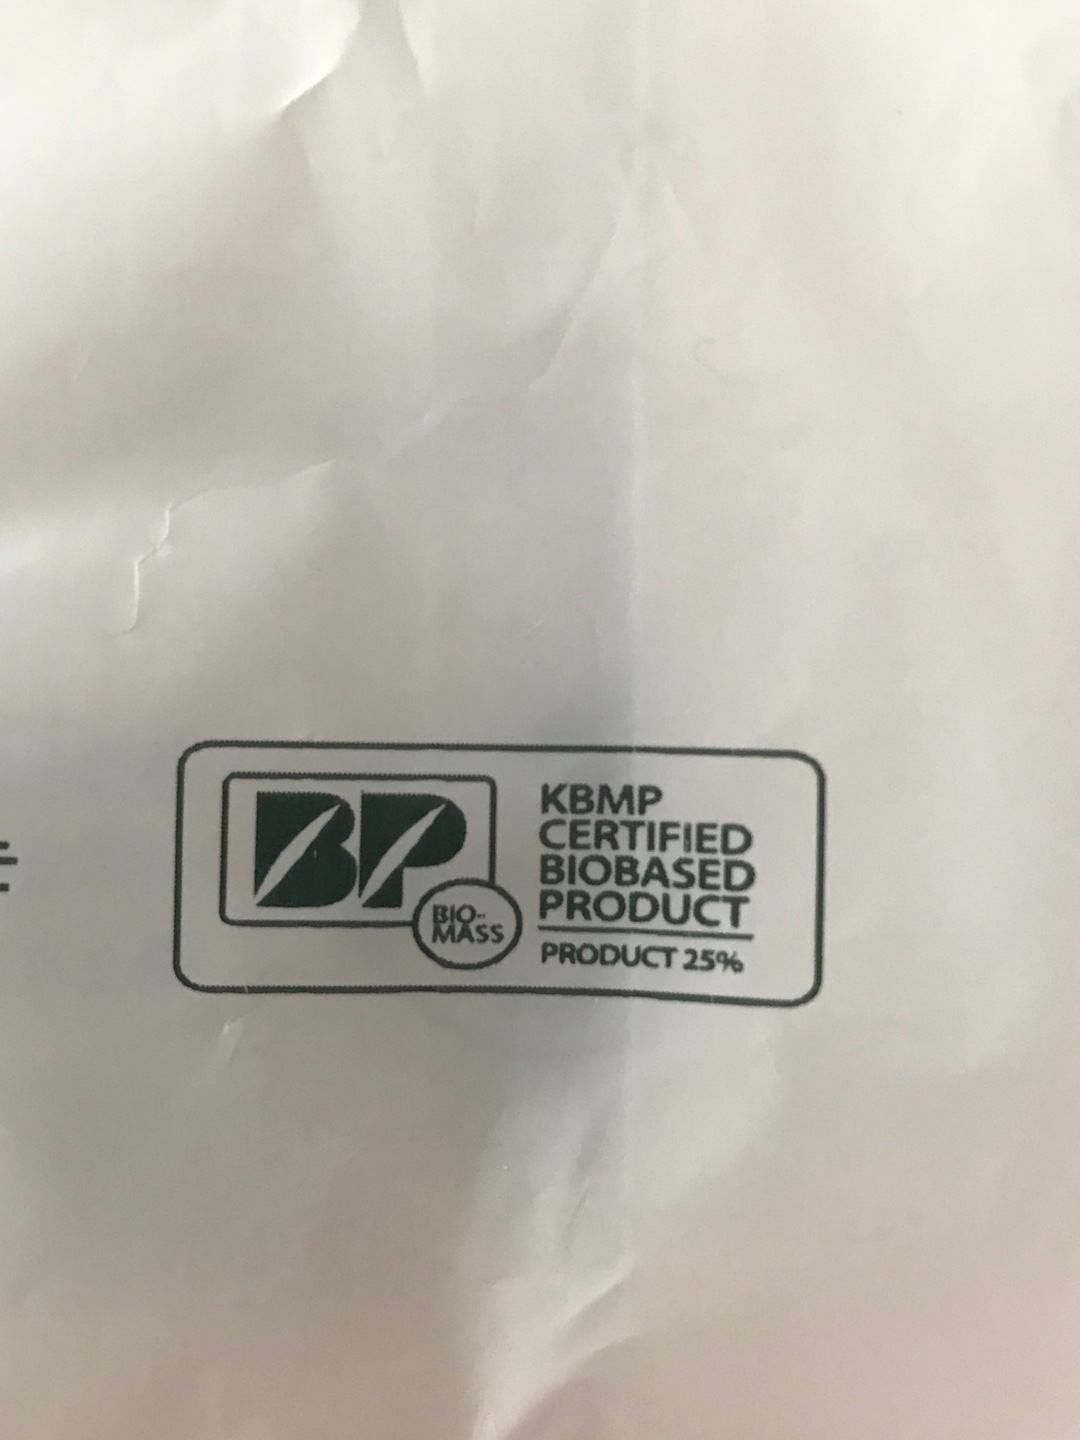 BP
BIO-
MASS
KBMP
CERTIFIED
BIOBASED
PRODUCT
PRODUCT 25%